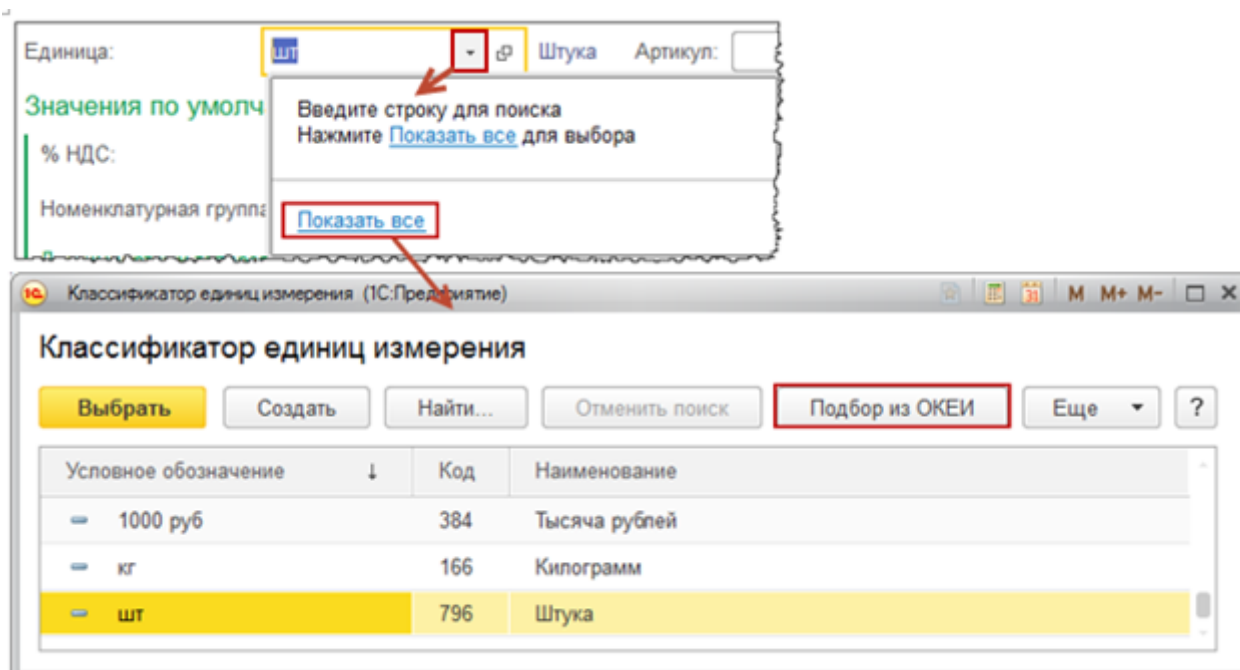 Единица: шт Штука Артикул:
Значения по умолч
Введите строку для поиска
Нажмите Показать все для выбора
% НДС:
Номенклатурная группа
Показать все
Классификатор единиц измерения (1С:Предприятие) 31 M M+ M-
Классификатор единиц измерения
Выбрать Создать Найти... Отменить поиск Подбор из ОКЕИ Еще ?
Условное обозначение ↓ Код Наименование
1000 руб 384 Тысяча рублей
кг 166 Килограмм
шт 796 Штука